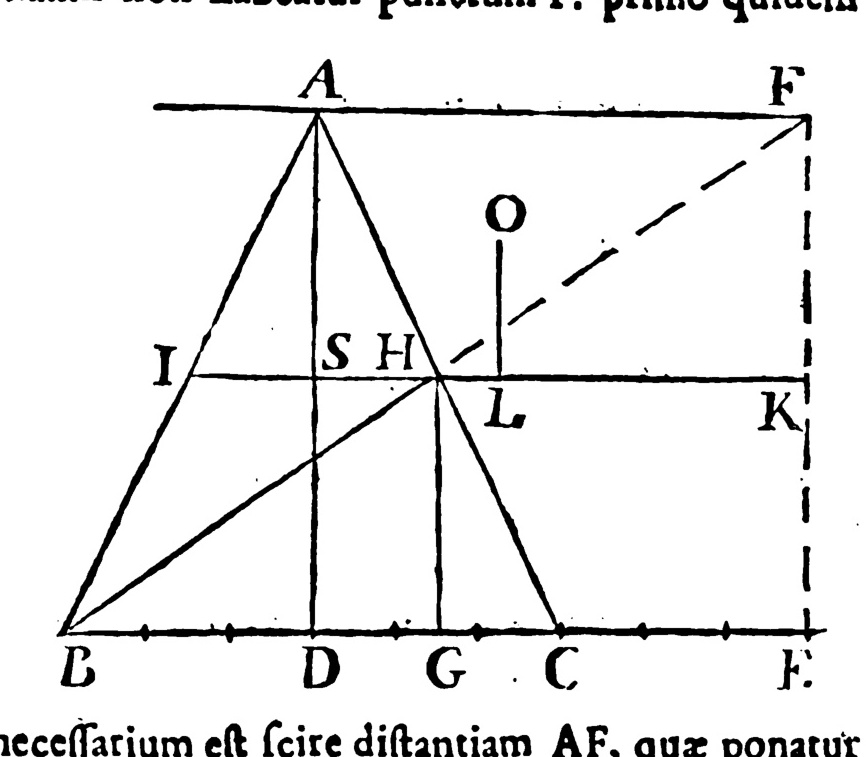 punctum F. primo quidem
A F
O
I S H
L K
B D G C E
necessarium est scire distantiam AF, quæ ponatur